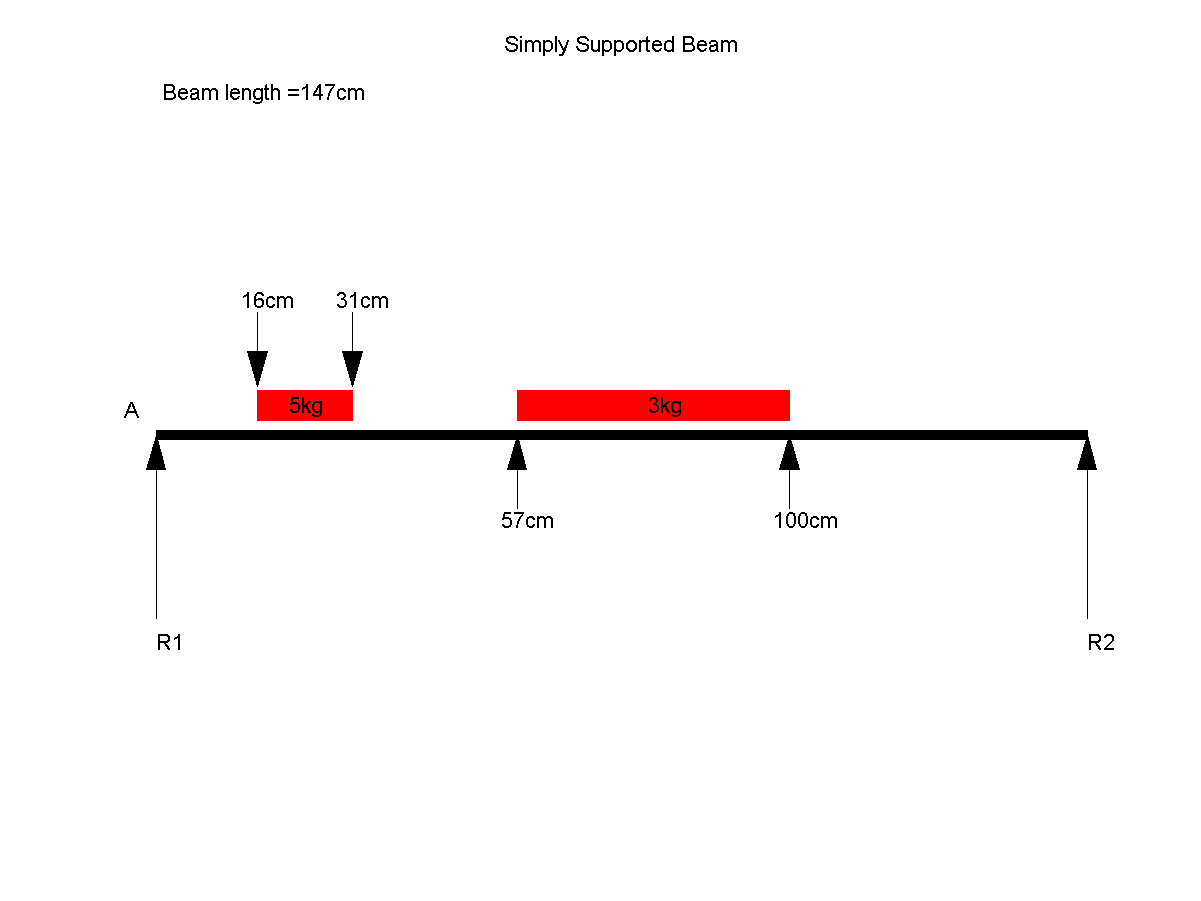 Simply Supported Beam
Beam length =147cm
16cm 31cm
5kg 3kg
A
57cm 100cm
R1 R2